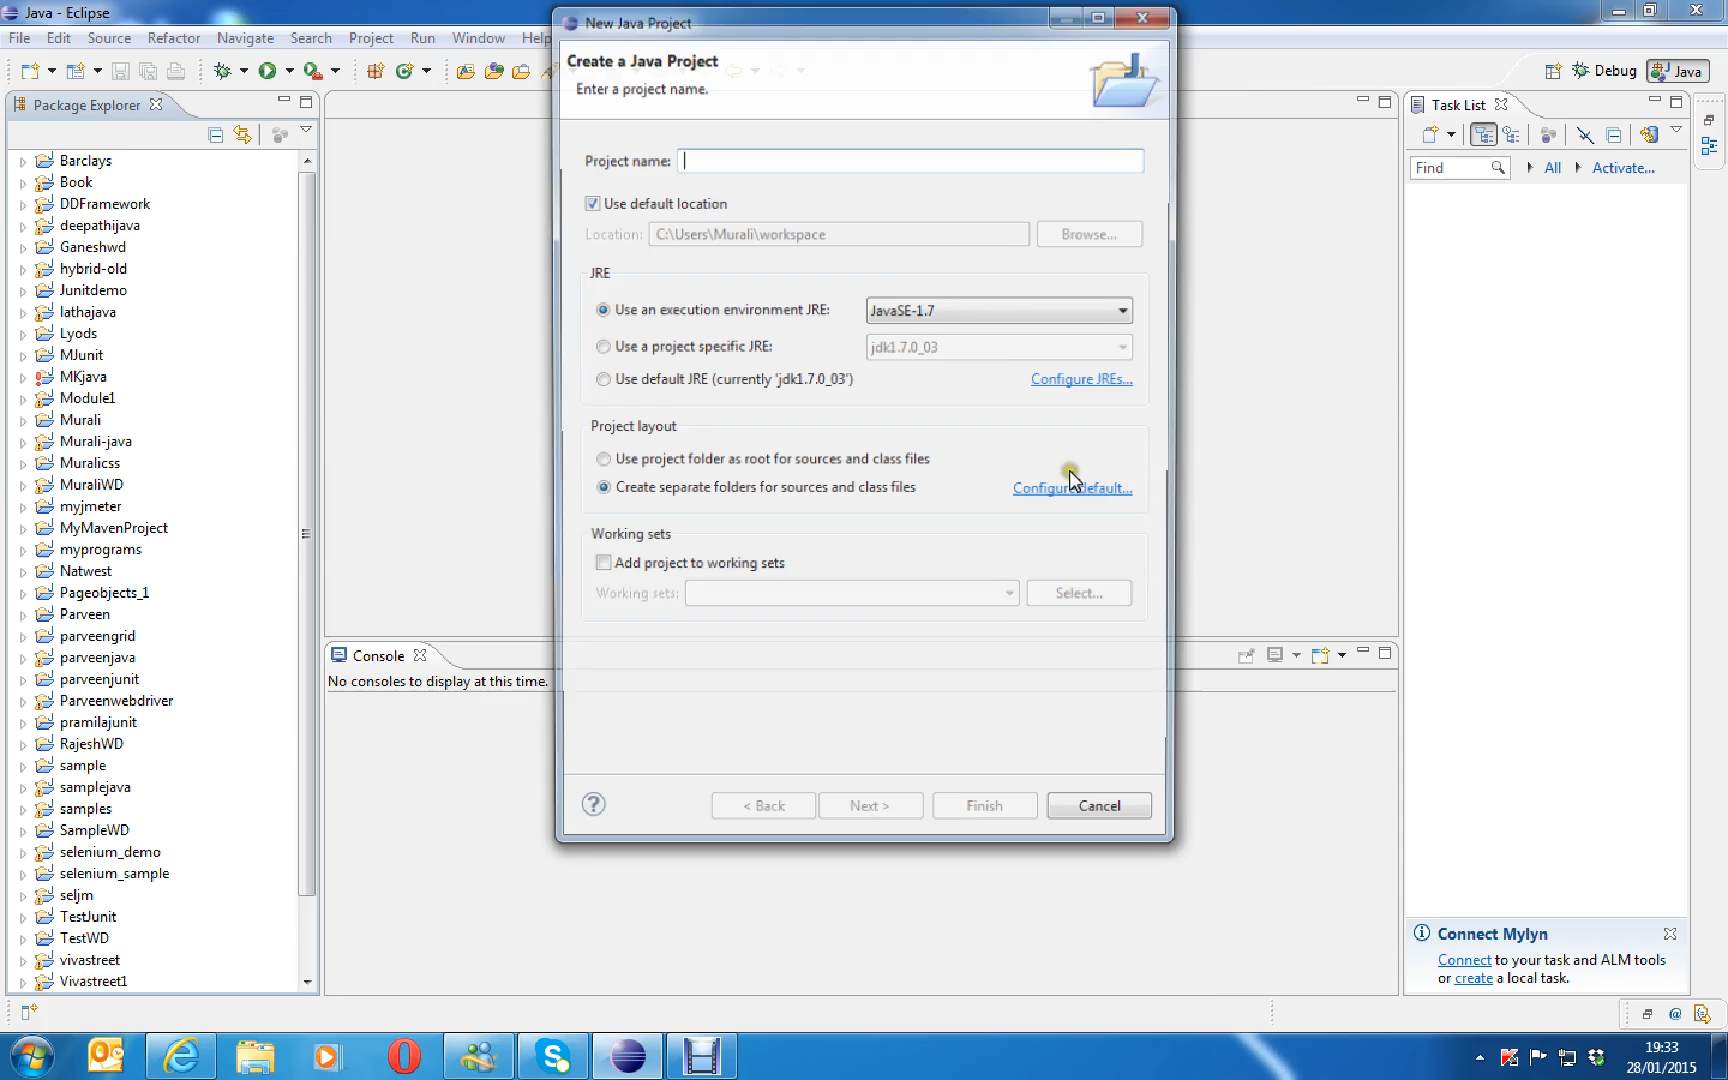 Java - Eclipse
File Edit Source Refactor Navigate Search Project Run Window Help
Debug Java
Package Explorer
Barclays
Book
DDFramework
deepathijava
Ganeshwd
hybrid-old
Junitdemo
lathajava
Lyods
MJunit
MKjava
Module1
Murali
Murali-java
Muralicss
MuraliWD
myjmeter
MyMavenProject
myprograms
Natwest
Pageobjects_1
Parveen
parveengrid
parveenjava
parveenjunit
Parveenwebdriver
pramilajunit
RajeshWD
sample
samplejava
samples
SampleWD
selenium_demo
selenium_sample
seljm
TestJunit
TestWD
vivastreet
Vivastreet1
New Java Project
Create a Java Project
Enter a project name.
Project name:
Use default location
Location: C:\Users\Murali\workspace Browse...
JRE
Use an execution environment JRE: JavaSE-1.7
Use a project specific JRE: jdk1.7.0_03
Use default JRE (currently 'jdk1.7.0_03') Configure JREs...
Project layout
Use project folder as root for sources and class files
Create separate folders for sources and class files Configure default...
Working sets
Add project to working sets
Working sets: Select...
< Back Next > Finish Cancel
Console
No consoles to display at this time.
Task List
Find All Activate...
Connect Mylyn
Connect to your task and ALM tools
or create a local task.
19:33
28/01/2015